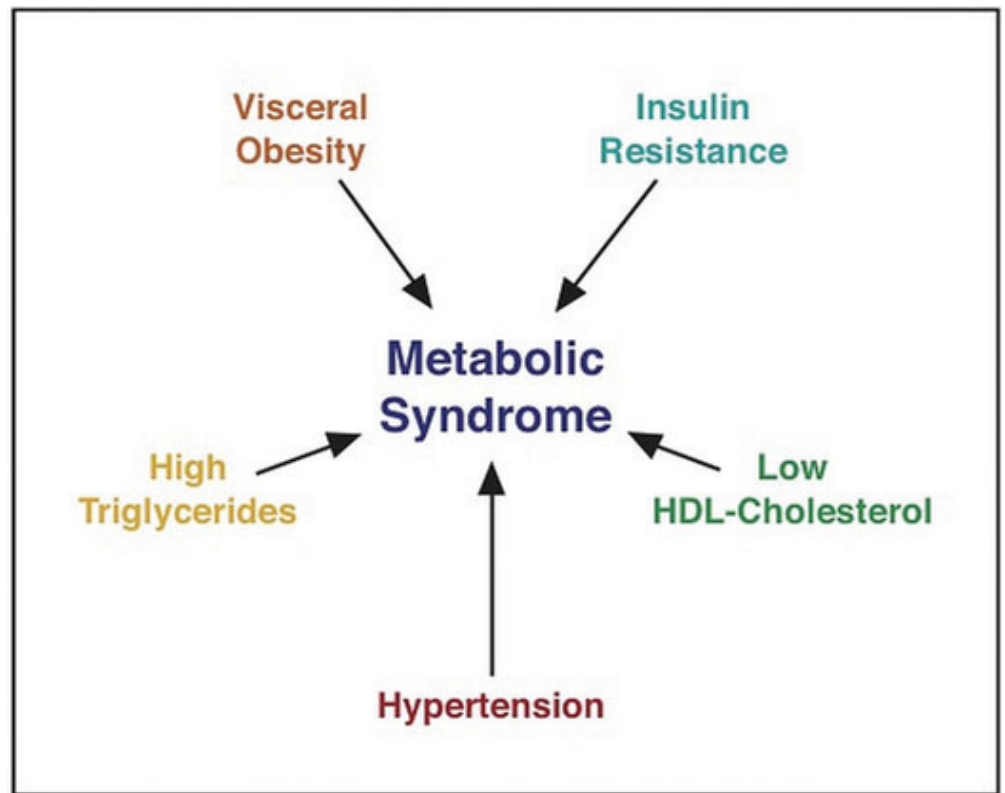 Visceral
Obesity
Insulin
Resistance
Metabolic
Syndrome
High
Triglycerides
Low
HDL-Cholesterol
Hypertension